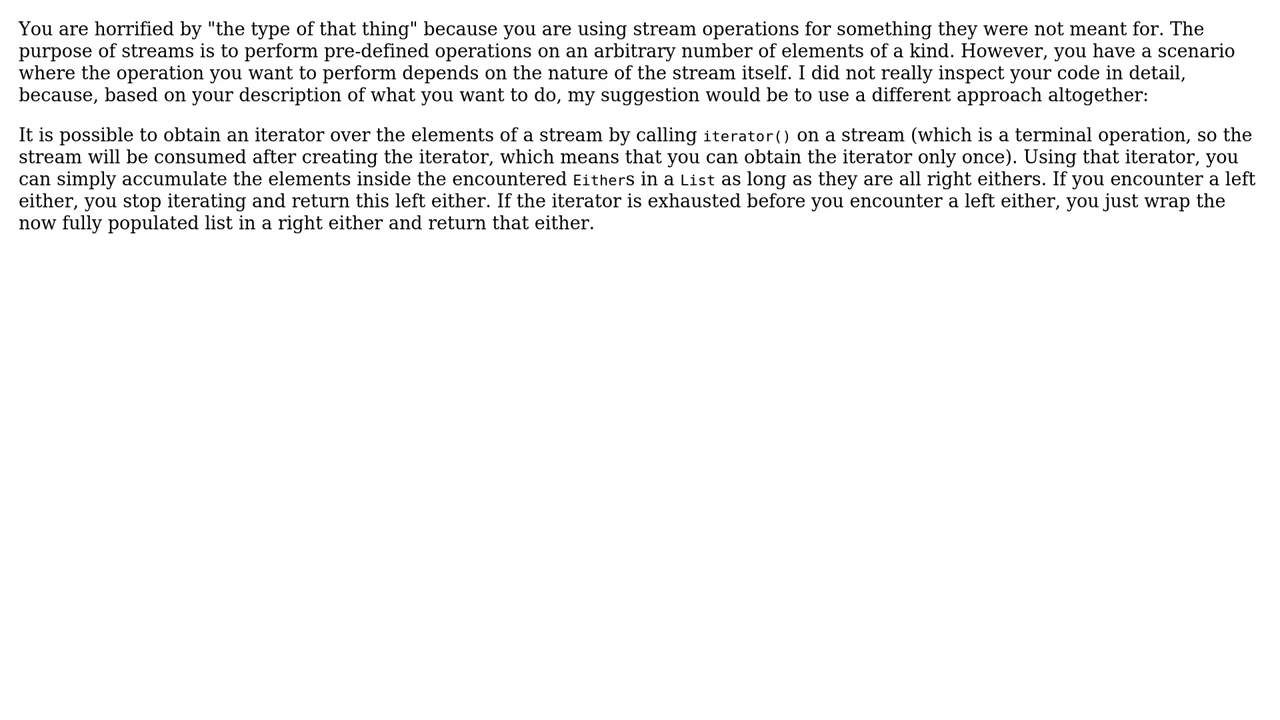 You are horrified by "the type of that thing" because you are using stream operations for something they were not meant for. The
purpose of streams is to perform pre-defined operations on an arbitrary number of elements of a kind. However, you have a scenario
where the operation you want to perform depends on the nature of the stream itself. I did not really inspect your code in detail,
because, based on your description of what you want to do, my suggestion would be to use a different approach altogether:
It is possible to obtain an iterator over the elements of a stream by calling iterator() on a stream (which is a terminal operation, so the
stream will be consumed after creating the iterator, which means that you can obtain the iterator only once). Using that iterator, you
can simply accumulate the elements inside the encountered Eithers in a List as long as they are all right eithers. If you encounter a left
either, you stop iterating and return this left either. If the iterator is exhausted before you encounter a left either, you just wrap the
now fully populated list in a right either and return that either.